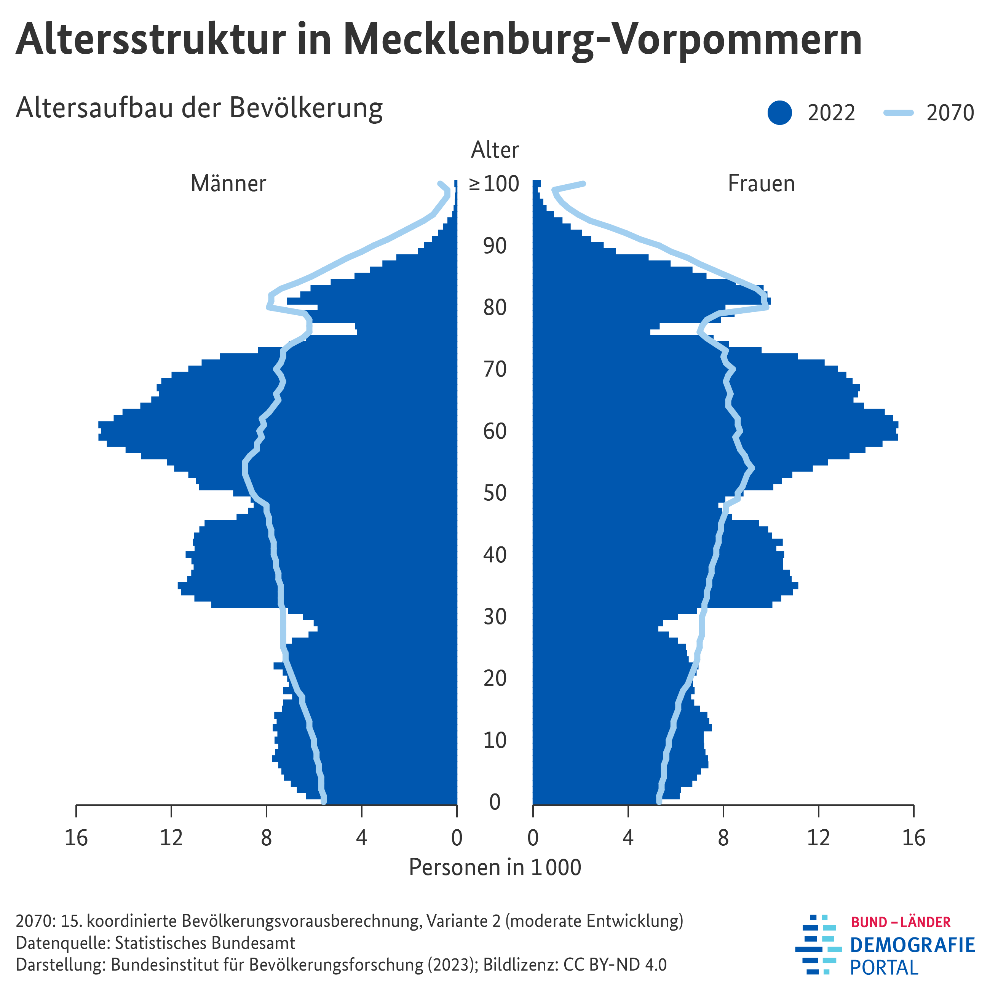 Altersstruktur in Mecklenburg-Vorpommern
Altersaufbau der Bevölkerung
2022
2070
Alter
Männer
≥ 100
Frauen
90
80
70
60
50
40
30
20
10
0
16 12 8 4 0 0 4 8 12 16
Personen in 1 000
2070: 15. koordinierte Bevölkerungsvorausberechnung, Variante 2 (moderate Entwicklung)
Datenquelle: Statistisches Bundesamt
Darstellung: Bundesinstitut für Bevölkerungsforschung (2023); Bildlizenz: CC BY-ND 4.0
BUND – LÄNDER
DEMOGRAFIE
PORTAL